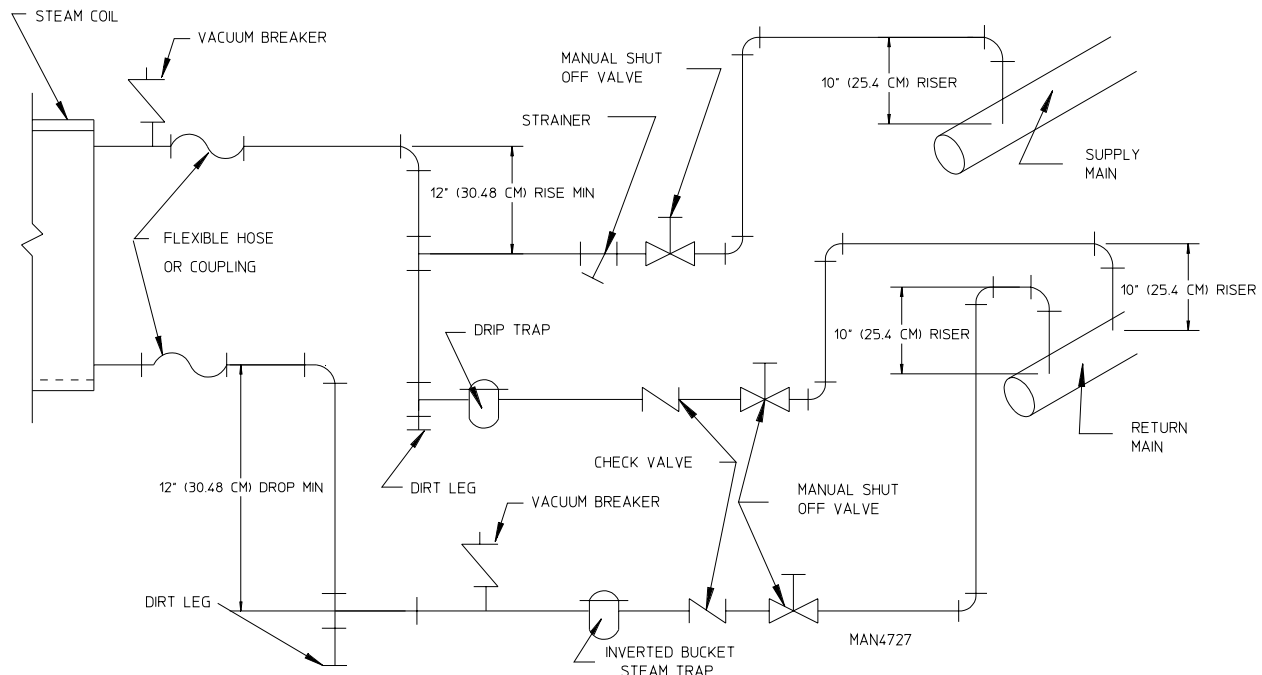 STEAM COIL
VACUUM BREAKER
MANUAL SHUT
OFF VALVE
10" (25.4 CM) RISER
STRAINER
SUPPLY
MAIN
12" (30.48 CM) RISE MIN
FLEXIBLE HOSE
OR COUPLING
10" (25.4 CM) RISER
10" (25.4 CM) RISER
DRIP TRAP
RETURN
MAIN
CHECK VALVE
12" (30.48 CM) DROP MIN
DIRT LEG
MANUAL SHUT
OFF VALVE
VACUUM BREAKER
DIRT LEG
MAN4727
INVERTED BUCKET
STEAM TRAP